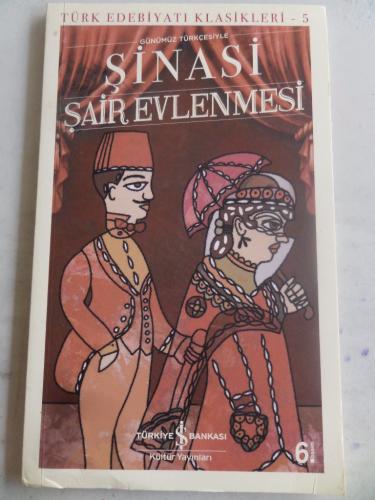 TÜRK EDEBİYATI KLASİKLERİ - 5
GÜNÜMÜZ TÜRKÇESİYLE
ŞİNASİ
ŞAİR EVLENMESİ
TÜRKİYE İŞ BANKASI
Kültür Yayınları
6